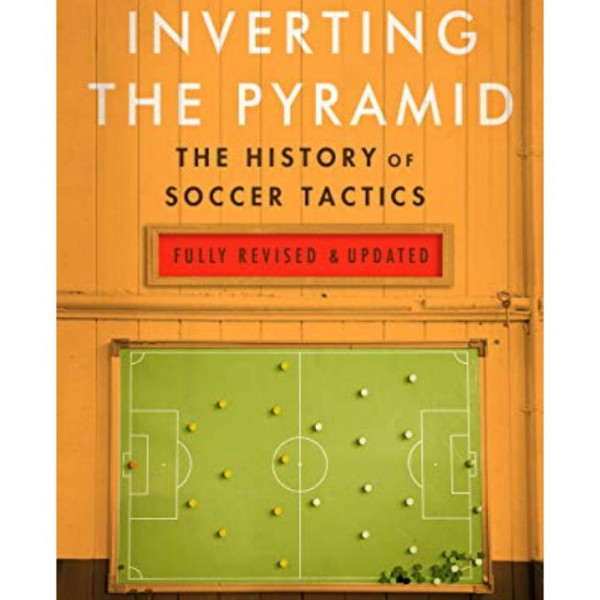 INVERTING
THE PYRAMID
THE HISTORY OF
SOCCER TACTICS
FULLY REVISED & UPDATED